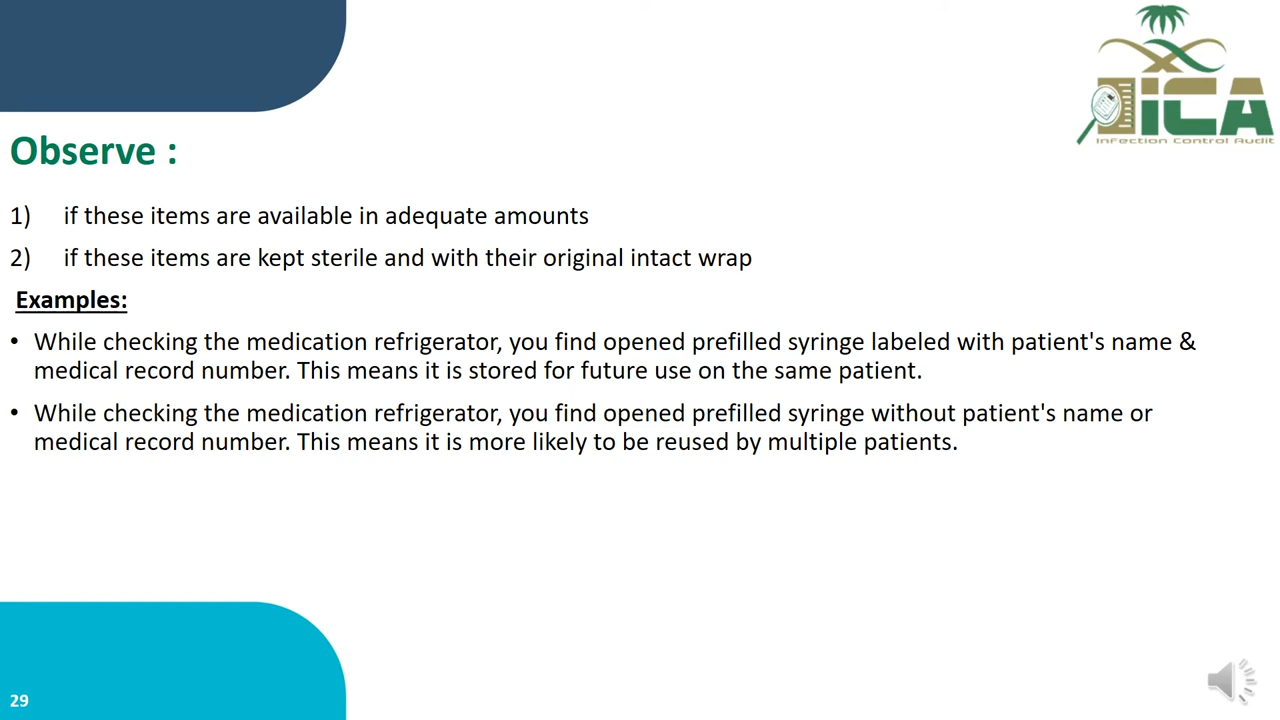 iCA
Infection Control Audit
Observe :
1) if these items are available in adequate amounts
2) if these items are kept sterile and with their original intact wrap
Examples:
• While checking the medication refrigerator, you find opened prefilled syringe labeled with patient's name &
medical record number. This means it is stored for future use on the same patient.
• While checking the medication refrigerator, you find opened prefilled syringe without patient's name or
medical record number. This means it is more likely to be reused by multiple patients.
29